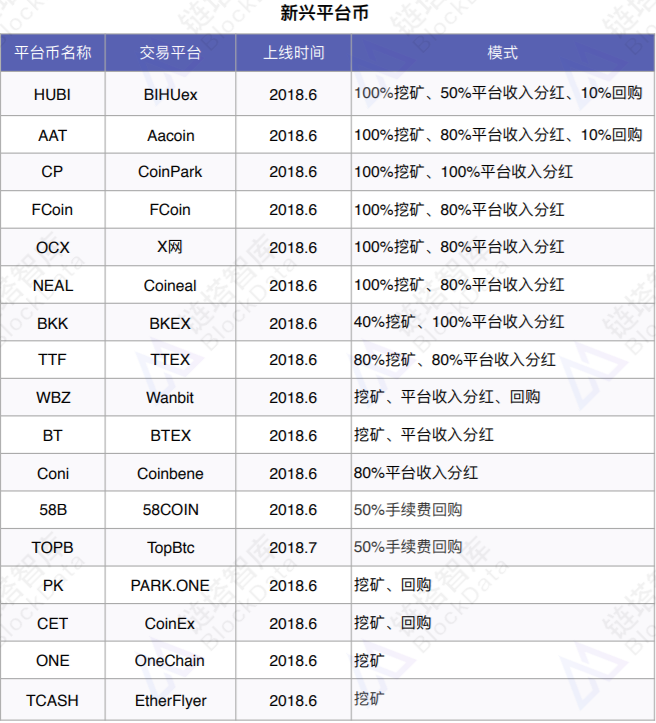 新兴平台币
平台币名称 交易平台 上线时间 模式
HUBI BIHUex 2018.6 100%挖矿、50%平台收入分红、10%回购
AAT Aacoin 2018.6 100%挖矿、80%平台收入分红、10%回购
CP CoinPark 2018.6 100%挖矿、100%平台收入分红
FCoin FCoin 2018.6 100%挖矿、80%平台收入分红
OCX X网 2018.6 100%挖矿、80%平台收入分红
NEAL Coineal 2018.6 100%挖矿、80%平台收入分红
BKK BKEX 2018.6 40%挖矿、100%平台收入分红
TTF TTEX 2018.6 80%挖矿、80%平台收入分红
WBZ Wanbit 2018.6 挖矿、平台收入分红、回购
BT BTEX 2018.6 挖矿、平台收入分红
Coni Coinbene 2018.6 80%平台收入分红
58B 58COIN 2018.6 50%手续费回购
TOPB TopBtc 2018.7 50%手续费回购
PK PARK.ONE 2018.6 挖矿、回购
CET CoinEx 2018.6 挖矿、回购
ONE OneChain 2018.6 挖矿
TCASH EtherFlyer 2018.6 挖矿
链塔智库
BlockData